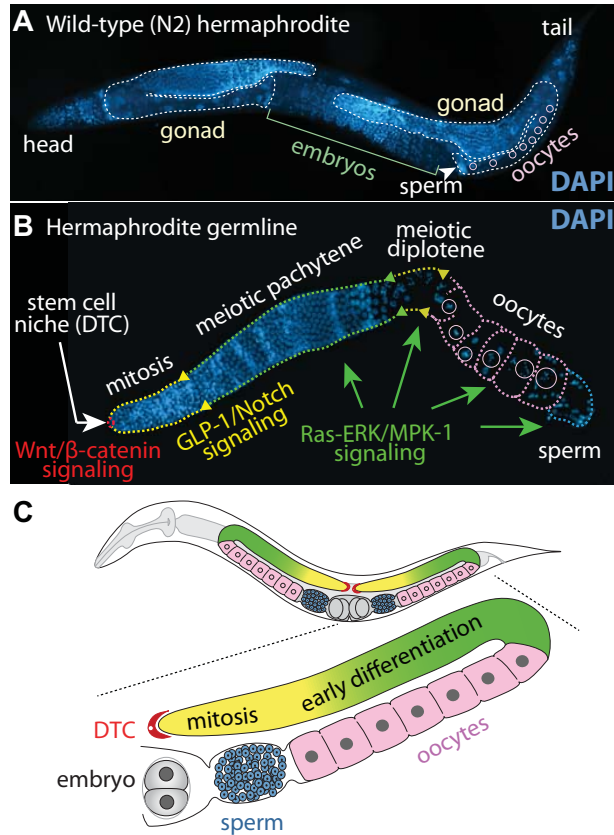 A Wild-type (N2) hermaphrodite
tail
head
gonad
embryos
gonad
sperm
oocytes
DAPI
B Hermaphrodite germline
DAPI
stem cell
niche (DTC)
mitosis
meiotic pachytene
meiotic
diplotene
oocytes
Wnt/β-catenin
signaling
GLP-1/Notch
signaling
Ras-ERK/MPK-1
signaling
sperm
C
DTC
mitosis
early differentiation
oocytes
embryo
sperm